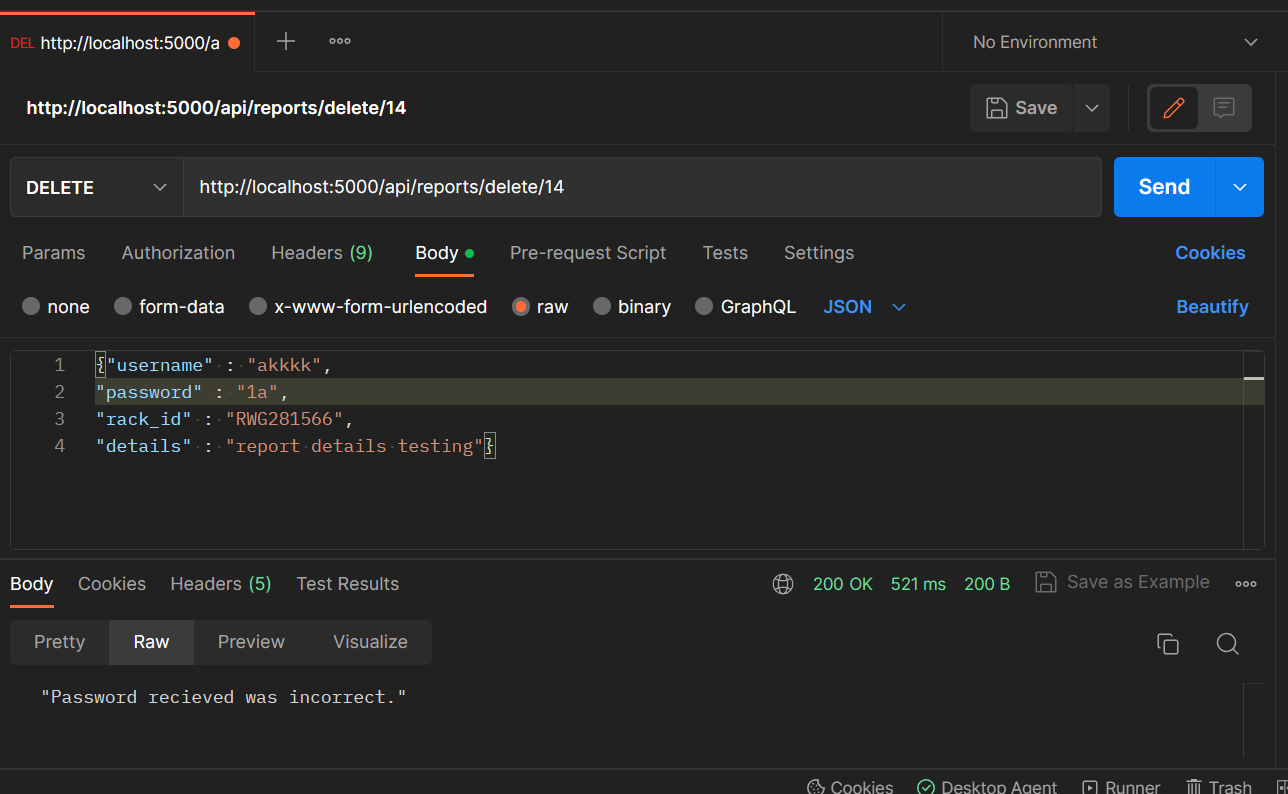 DEL http://localhost:5000/a
No Environment
http://localhost:5000/api/reports/delete/14
Save
DELETE http://localhost:5000/api/reports/delete/14 Send
Params Authorization Headers (9) Body Pre-request Script Tests Settings Cookies
none form-data x-www-form-urlencoded raw binary GraphQL JSON Beautify
1 {"username" : "akkkk",
2 "password" : "1a",
3 "rack_id" : "RWG281566",
4 "details" : "report details testing"}
Body Cookies Headers (5) Test Results 200 OK 521 ms 200 B Save as Example
Pretty Raw Preview Visualize
"Password recieved was incorrect."
Cookies Desktop Agent Runner Trash